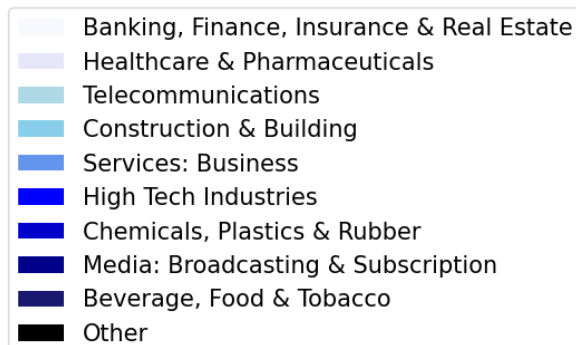 Banking, Finance, Insurance & Real Estate
Healthcare & Pharmaceuticals
Telecommunications
Construction & Building
Services: Business
High Tech Industries
Chemicals, Plastics & Rubber
Media: Broadcasting & Subscription
Beverage, Food & Tobacco
Other